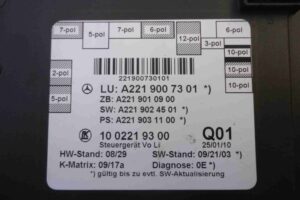 7-pol
5-pol
2-pol
6-pol
12-pol
3-pol
6-pol
10-pol
10-pol
2-pol
5-pol
221900730101
LU: A221 900 7301 *)
ZB: A221 901 09 00
SW: A221 902 45 01 *)
PS: A221 903 11 00 *)
10 0221 93 00
Q01
Steuergerät Vo Li
25/01/10
HW-Stand: 08/29
SW-Stand: 09/21/03 *)
K-Matrix: 09/17a
Diagnose: 0E *)
*) gültig bis zu evtl. SW-Aktualisierung